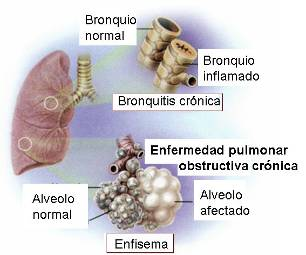 Bronquio
normal
Bronquio
inflamado
Bronquitis crónica
Enfermedad pulmonar
obstructiva crónica
Alveolo
normal
Alveolo
afectado
Enfisema